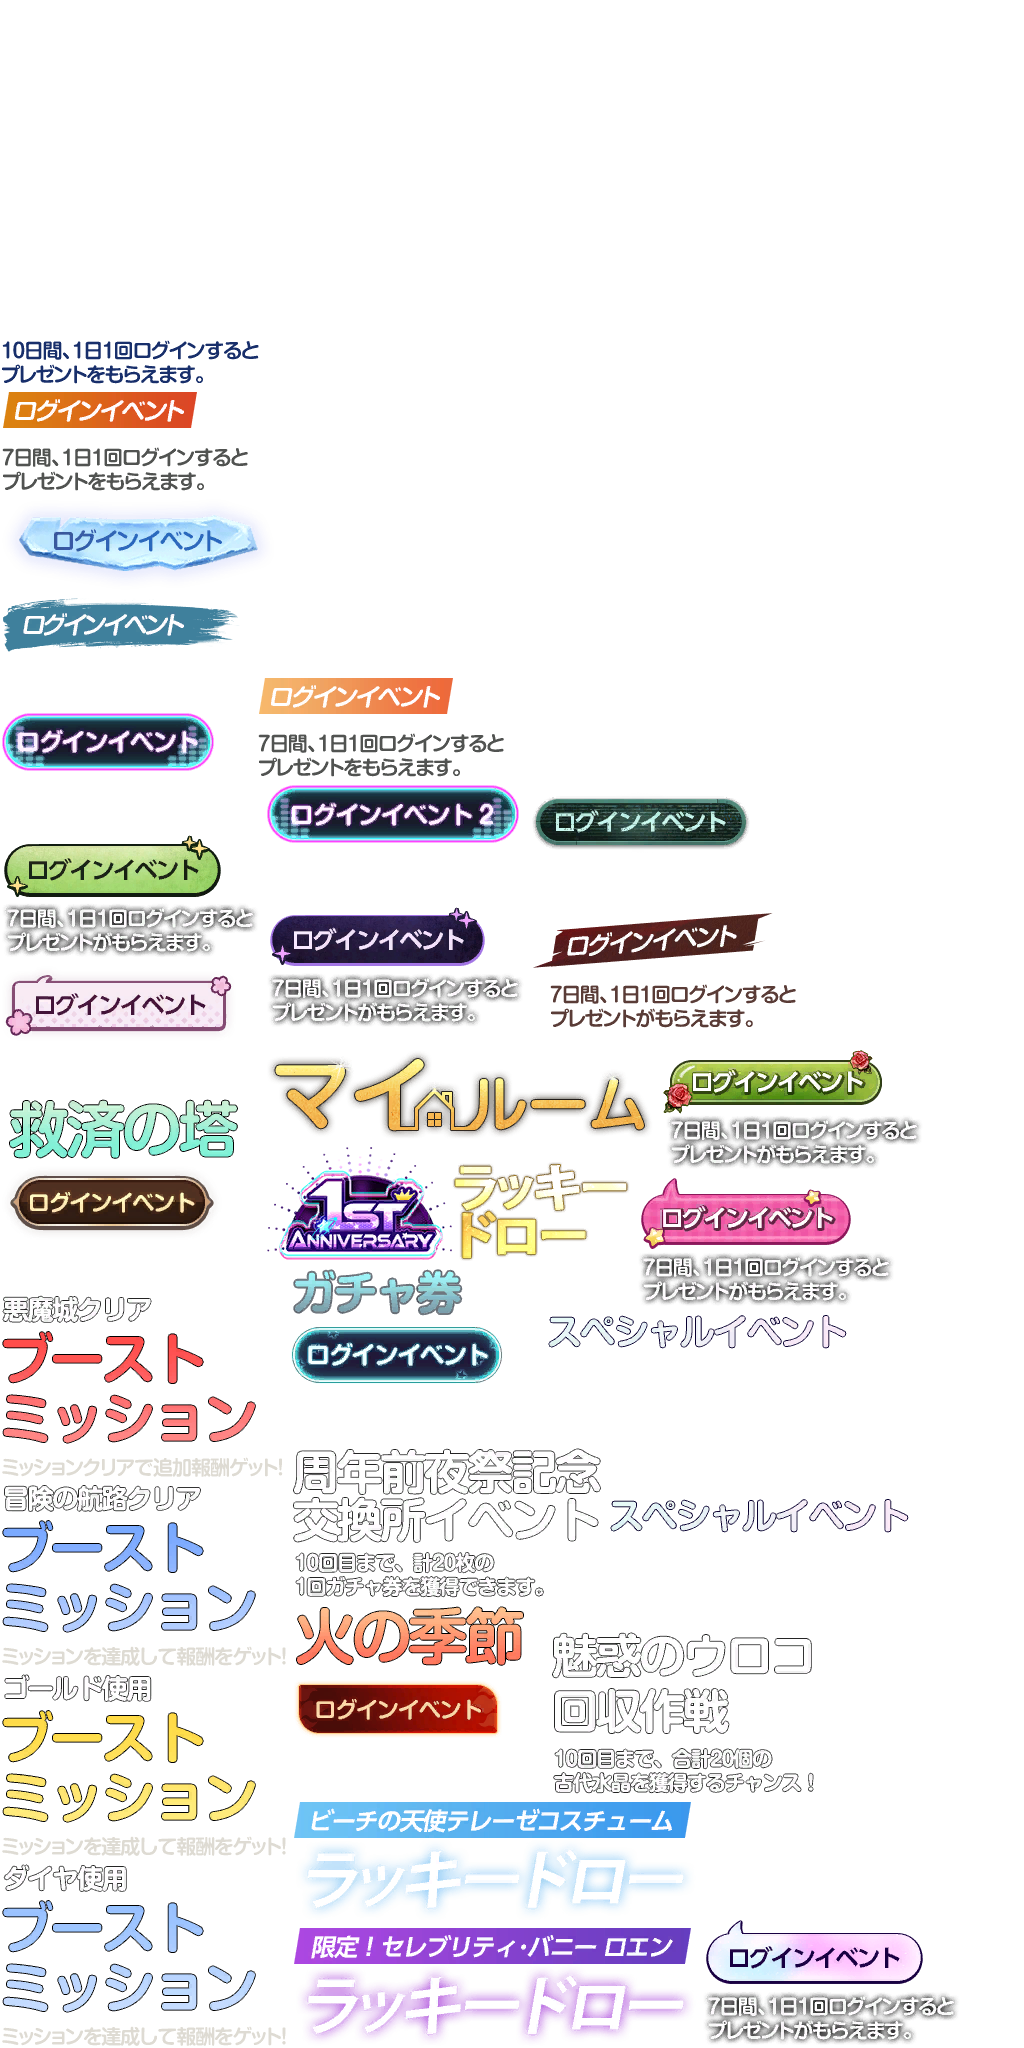 10日間、1日1回ログインすると
プレゼントをもらえます。
ログインイベント
7日間、1日1回ログインすると
プレゼントをもらえます。
ログインイベント
ログインイベント
ログインイベント
ログインイベント
7日間、1日1回ログインすると
プレゼントをもらえます。
ログインイベント
ログインイベント 2
ログインイベント
ログインイベント
7日間、1日1回ログインすると
プレゼントがもらえます。
ログインイベント
7日間、1日1回ログインすると
プレゼントがもらえます。
ログインイベント
7日間、1日1回ログインすると
プレゼントがもらえます。
ログインイベント
マイルーム
ログインイベント
7日間、1日1回ログインすると
プレゼントがもらえます。
救済の塔
ログインイベント
1ST
ANNIVERSARY
ラッキー
ドロー
ログインイベント
7日間、1日1回ログインすると
プレゼントがもらえます。
ガチャ券
ログインイベント
スペシャルイベント
悪魔城クリア
ブースト
ミッション
ミッションクリアで追加報酬ゲット!
冒険の航路クリア
ブースト
ミッション
ミッションを達成して報酬をゲット!
ゴールド使用
ブースト
ミッション
ミッションを達成して報酬をゲット!
ダイヤ使用
ブースト
ミッション
ミッションを達成して報酬をゲット!
周年前夜祭記念
交換所イベント
スペシャルイベント
10回目まで、計20枚の
1回ガチャ券を獲得できます。
火の季節
ログインイベント
魅惑のウロコ
回収作戦
10回目まで、合計20個の
古代水晶を獲得するチャンス！
ビーチの天使テレーゼコスチューム
ラッキードロー
限定！セレブリティ・バニー ロエン
ラッキードロー
ログインイベント
7日間、1日1回ログインすると
プレゼントがもらえます。